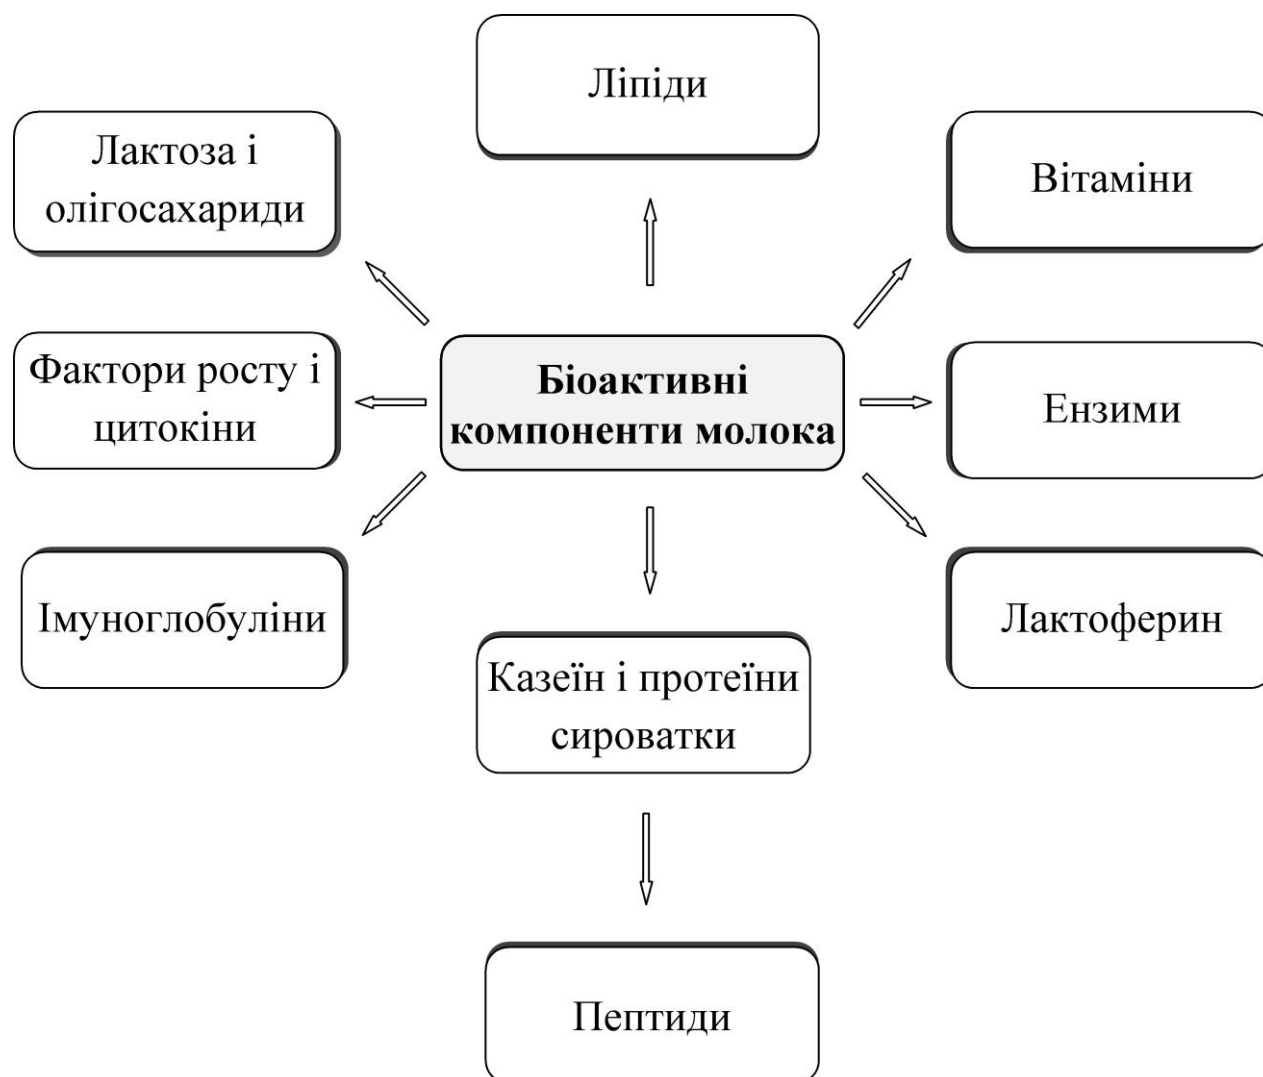 Ліпіди
Лактоза і
олігосахариди
Вітаміни
Фактори росту і
цитокіни
Біоактивні
компоненти молока
Ензими
Імуноглобуліни
Лактоферин
Казеїн і протеїни
сироватки
Пептиди